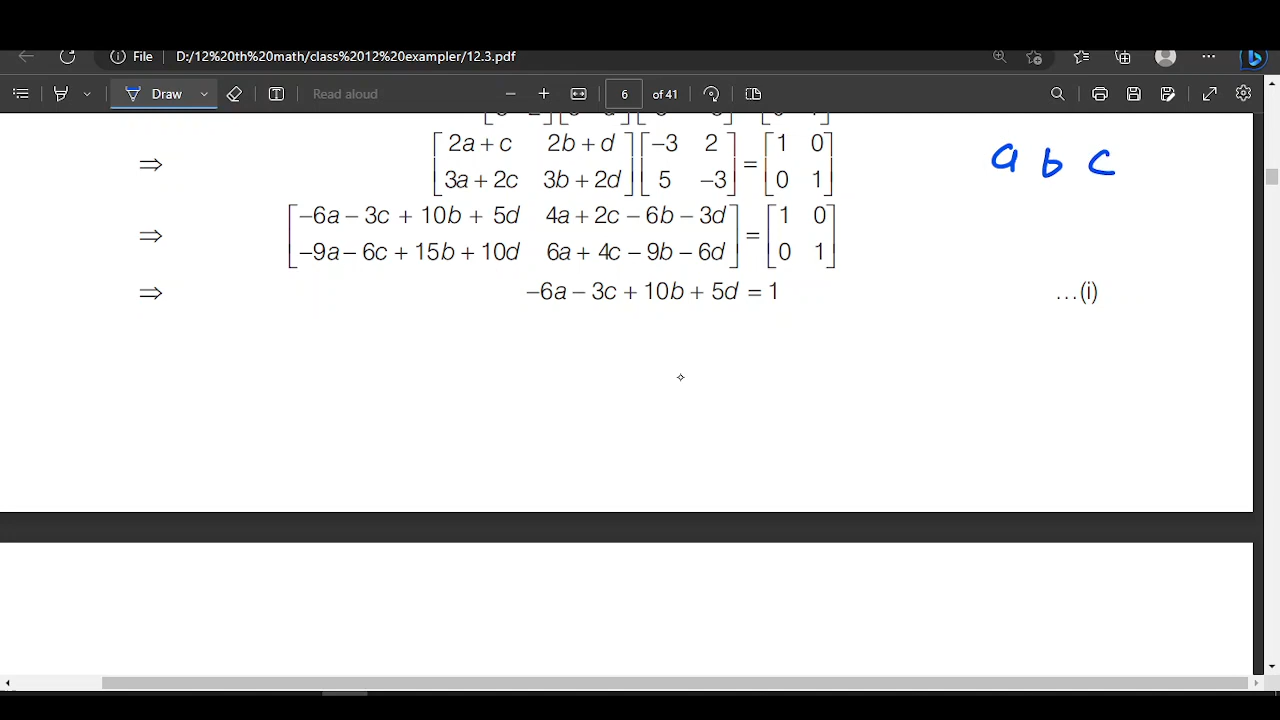 File D:/12%20th%20math/class%2012%20exampler/12.3.pdf
Draw Read aloud 6 of 41
⇒ [2a + c 2b + d] [−3 2] = [1 0]
[3a + 2c 3b + 2d] [5 −3] [0 1]
a b c
⇒ [−6a − 3c + 10b + 5d 4a + 2c − 6b − 3d] = [1 0]
[−9a − 6c + 15b + 10d 6a + 4c − 9b − 6d] [0 1]
⇒ −6a − 3c + 10b + 5d = 1 ...(i)